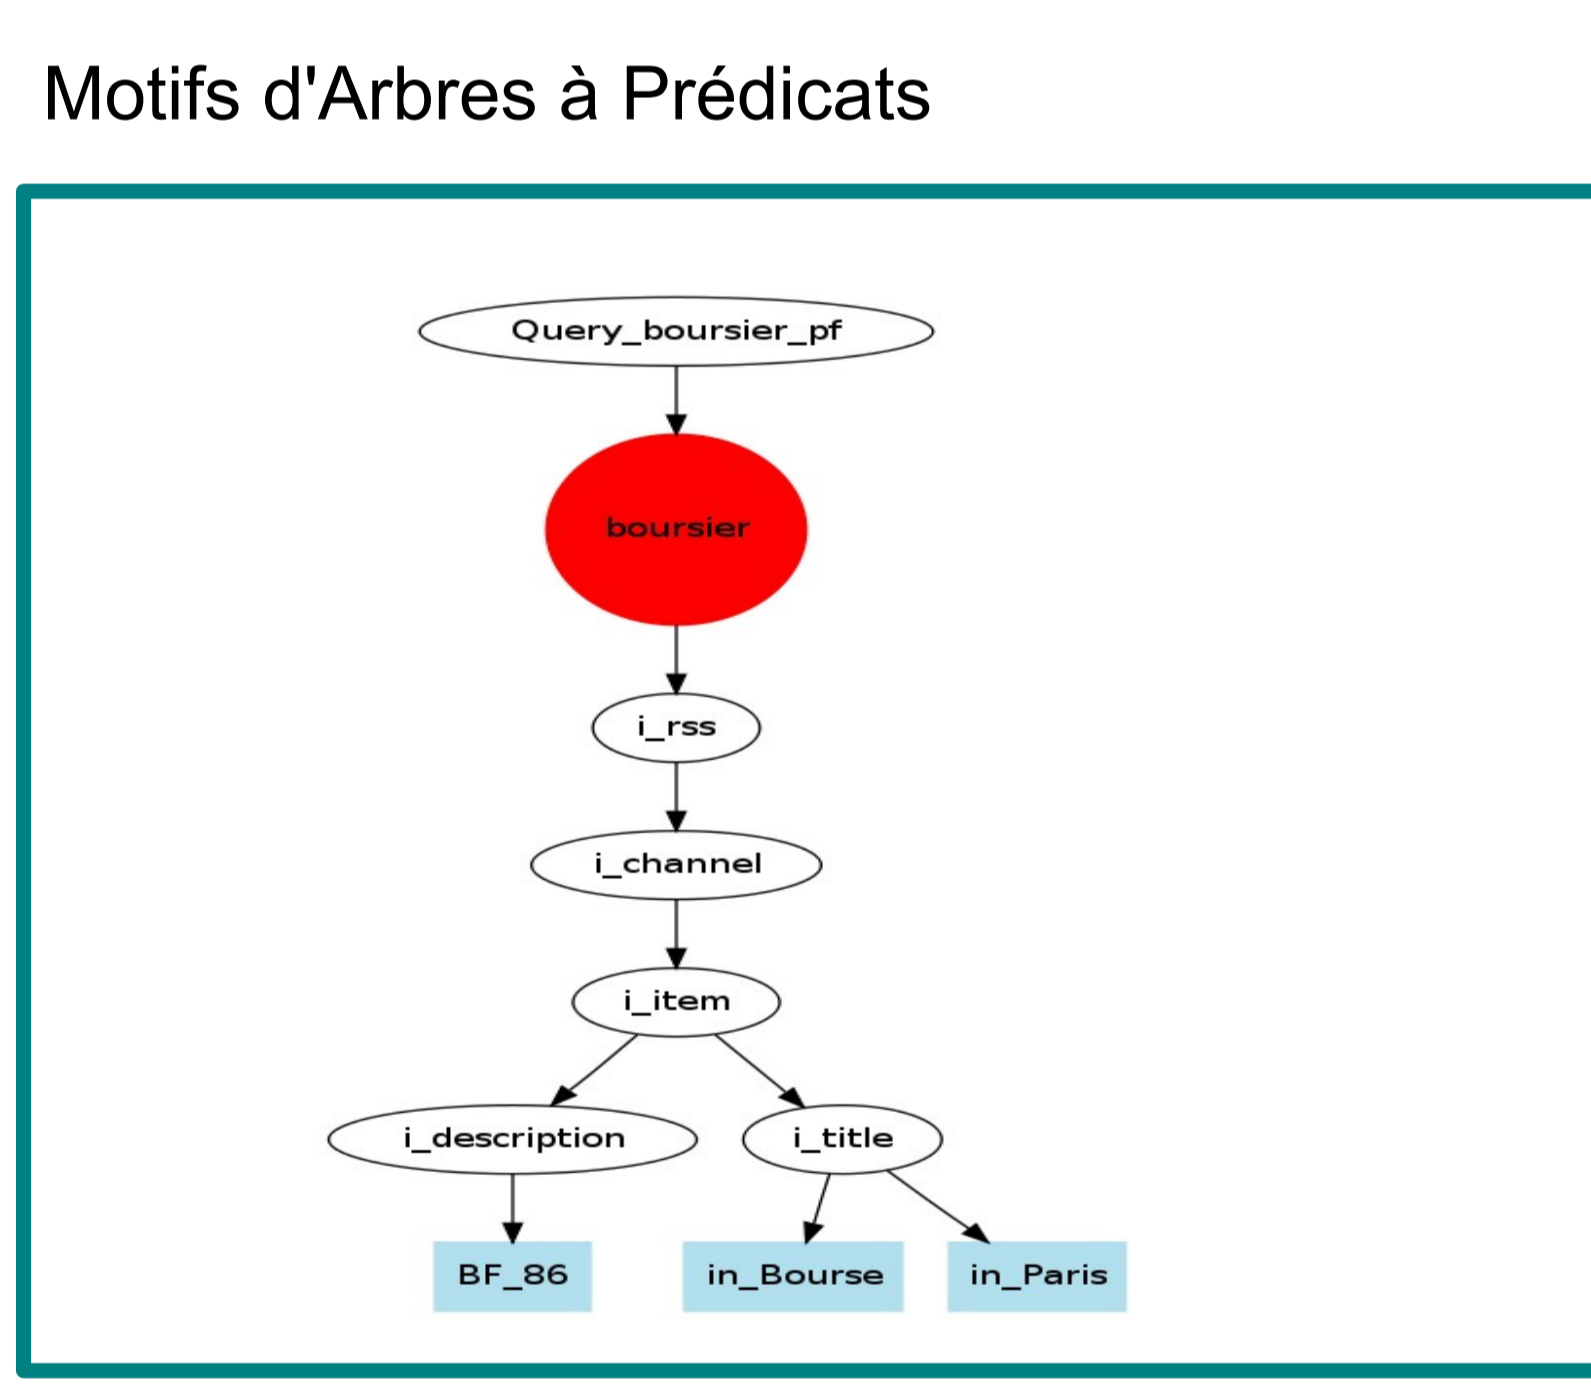 Motifs d'Arbres à Prédicats
Query_boursier_pf
boursier
i_rss
i_channel
i_item
i_description
i_title
BF_86
in_Bourse
in_Paris